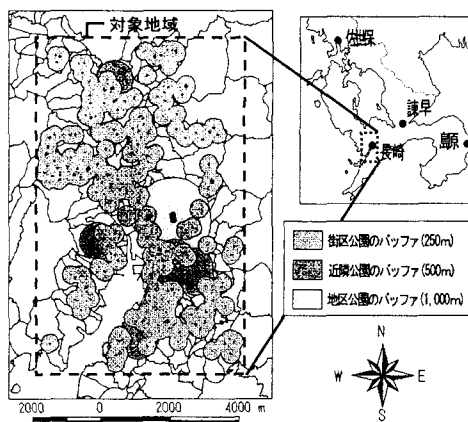 対象地域
佐世保
諫早
長崎
島原
街区公園のバッファ(250m)
近隣公園のバッファ(500m)
地区公園のバッファ(1,000m)
N
W E
S
2000 0 2000 4000 m